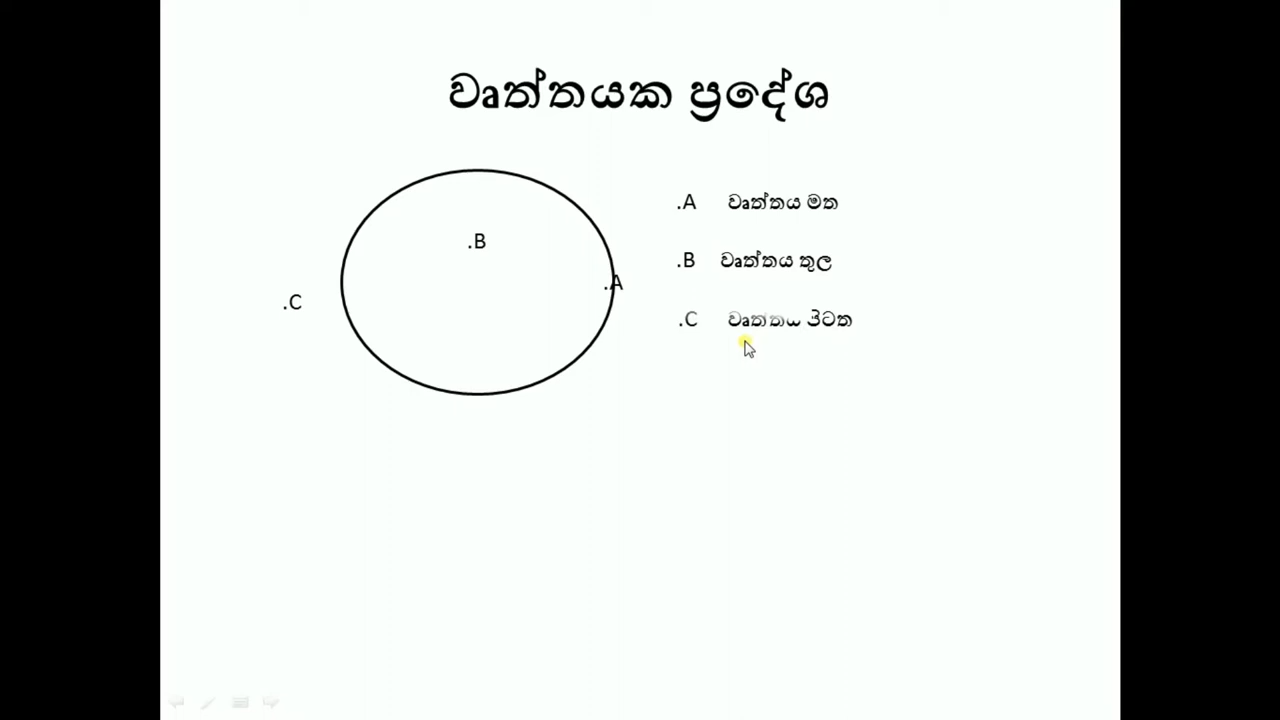 වෘත්තයක ප්‍රදේශ
.B
.A
.C
.A වෘත්තය මත
.B වෘත්තය තුල
.C වෘත්තය පිටත